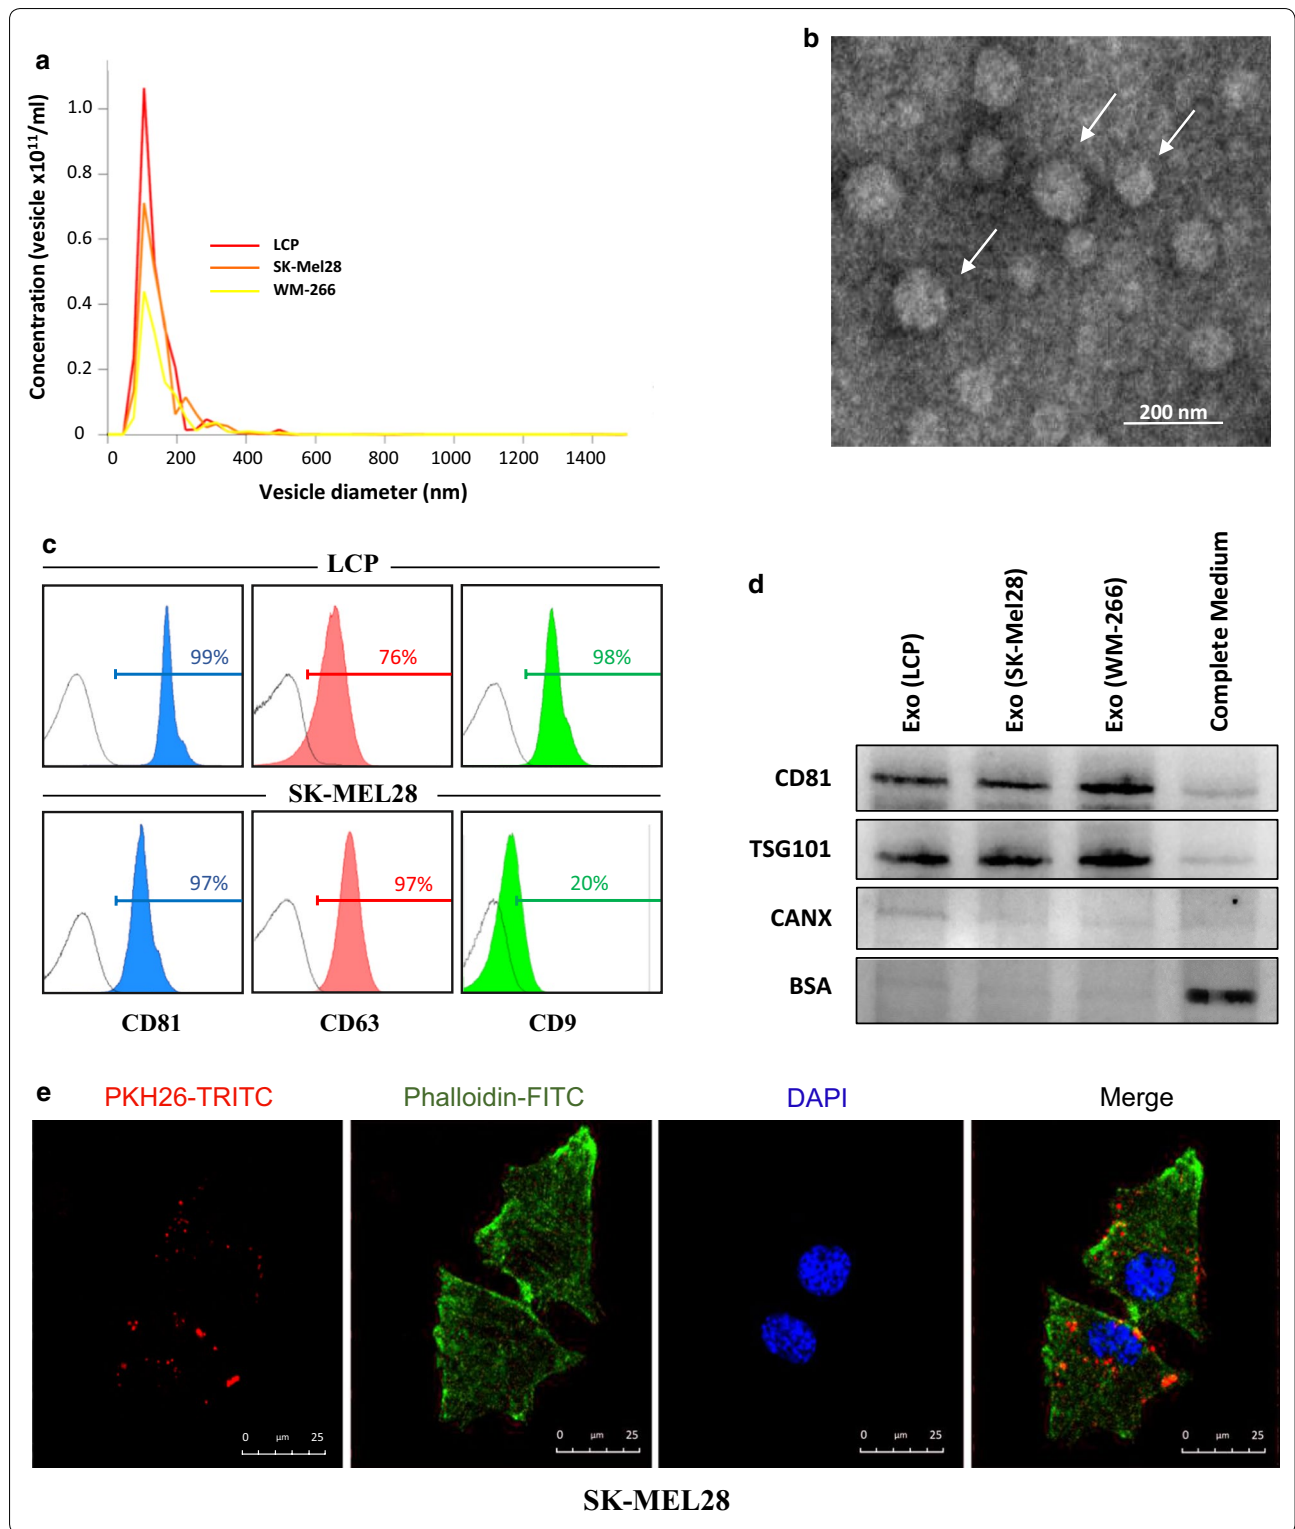 a
Concentration (vesicle x10¹¹/ml)
1.0
0.8
0.6
0.4
0.2
0
0 200 400 600 800 1000 1200 1400
Vesicle diameter (nm)
LCP
SK-Mel28
WM-266
b
200 nm
c
LCP
99%
76%
98%
SK-MEL28
97%
97%
20%
CD81
CD63
CD9
d
Exo (LCP)
Exo (SK-Mel28)
Exo (WM-266)
Complete Medium
CD81
TSG101
CANX
BSA
e
PKH26-TRITC
Phalloidin-FITC
DAPI
Merge
0 µm 25
0 µm 25
0 µm 25
0 µm 25
SK-MEL28